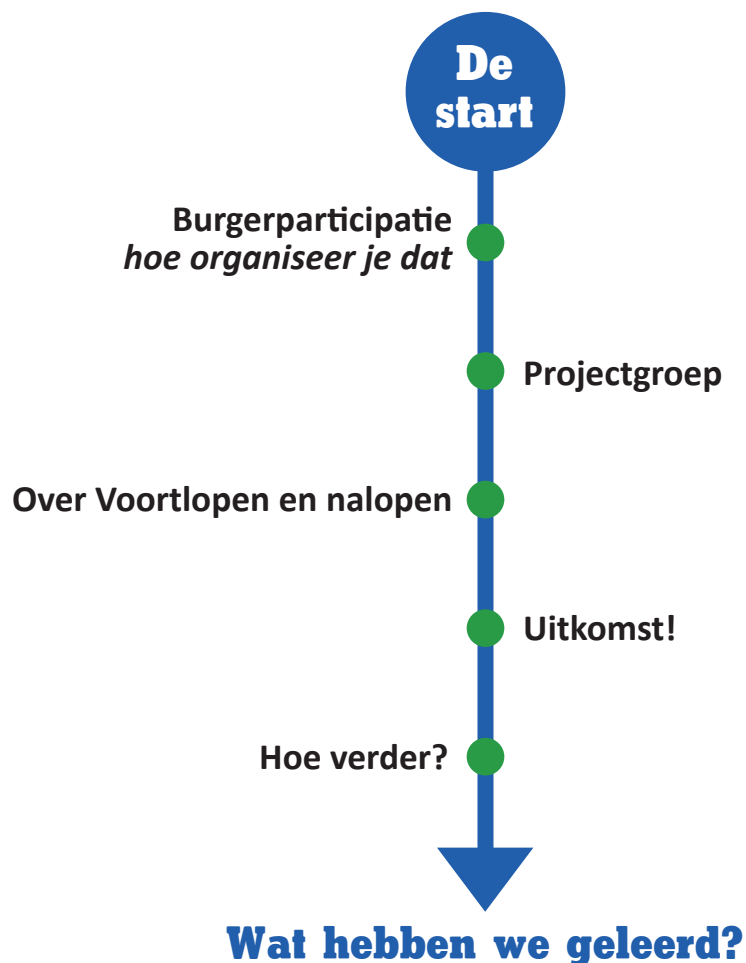 De
start
Burgerparticipatie
hoe organiseer je dat
Projectgroep
Over Voortlopen en nalopen
Uitkomst!
Hoe verder?
Wat hebben we geleerd?